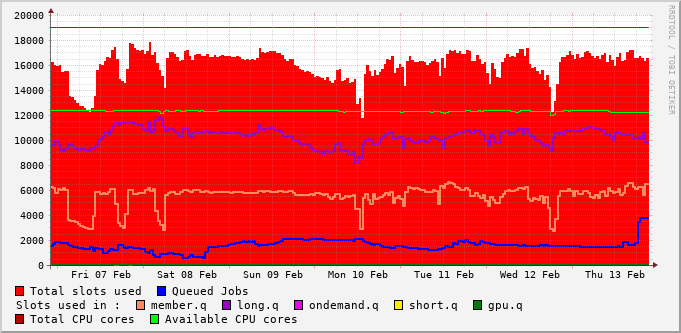 20000
18000
16000
14000
12000
10000
8000
6000
4000
2000
0
Fri 07 Feb Sat 08 Feb Sun 09 Feb Mon 10 Feb Tue 11 Feb Wed 12 Feb Thu 13 Feb
RRDTOOL / TOBI OETIKER
Total slots used Queued Jobs
Slots used in : member.q long.q ondemand.q short.q gpu.q
Total CPU cores Available CPU cores